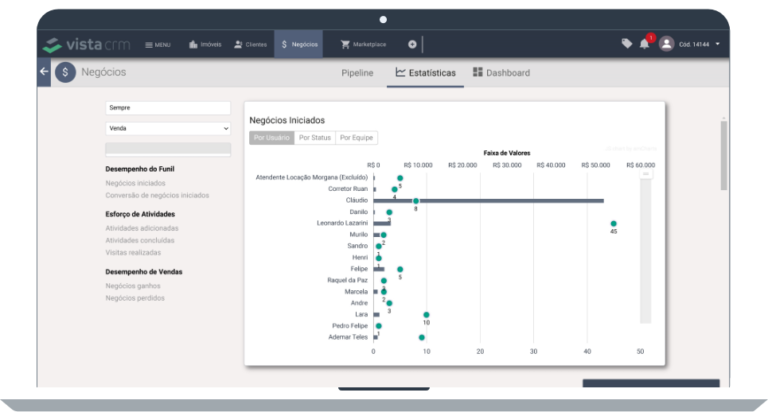 vistacrm MENU Imóveis Clientes $ Negócios Marketplace 1 Cód. 14144
$ Negócios Pipeline Estatísticas Dashboard
Sempre
Venda
Desempenho do Funil
Negócios iniciados
Conversão de negócios iniciados
Esforço de Atividades
Atividades adicionadas
Atividades concluídas
Visitas realizadas
Desempenho de Vendas
Negócios ganhos
Negócios perdidos
Negócios Iniciados
Por Usuário Por Status Por Equipe
Faixa de Valores
R$ 0 R$ 10.000 R$ 20.000 R$ 30.000 R$ 40.000 R$ 50.000 R$ 60.000
Atendente Locação Morgana (Excluído) 5
Corretor Ruan 4
Cláudio 8
Danilo 3
Leonardo Lazarini 45
Murilo 2
Sandro 1
Henri 1
Felipe 5
Raquel da Paz
Marcela 2
Andre 3
Lara 10
Pedro Felipe 1
Ademar Teles
0 10 20 30 40 50